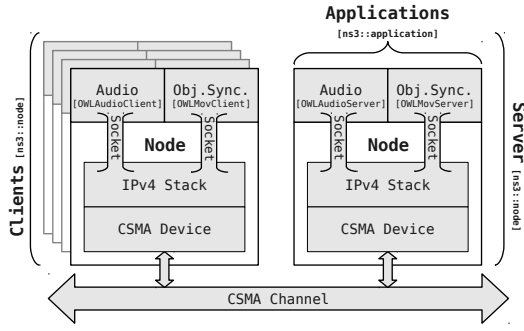 Applications
[ns3::application]
Clients [ns3::node]
Audio
[OWLAudioClient]
Obj.Sync.
[OWLMovClient]
Socket
Node
Socket
IPv4 Stack
CSMA Device
Audio
[OWLAudioServer]
Obj.Sync.
[OWLMovServer]
Socket
Node
Socket
IPv4 Stack
CSMA Device
Server
[ns3::node]
CSMA Channel